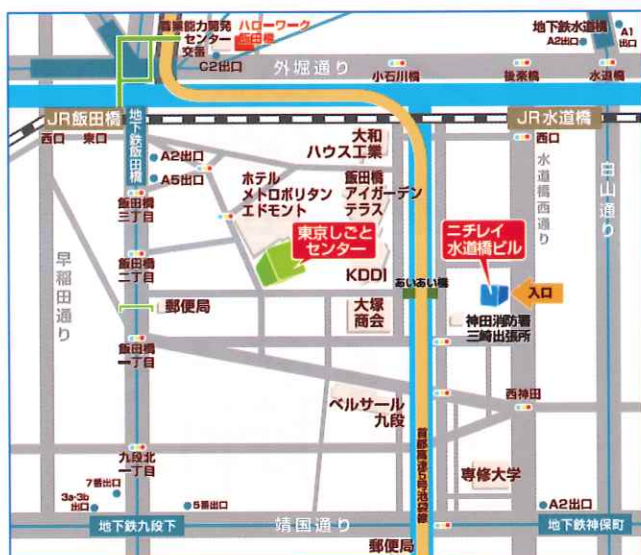 職業能力開発
センター
交番
ハローワーク
飯田橋
C2出口
地下鉄水道橋
A2出口
A1
出口
外堀通り
小石川橋
後楽橋
水道橋
JR飯田橋
西口
東口
地下鉄飯田橋
JR水道橋
西口
大和
ハウス工業
A2出口
A5出口
ホテル
メトロポリタン
エドモント
飯田橋
アイガーデン
テラス
水道橋西通り
白山通り
飯田橋
三丁目
東京しごと
センター
ニチレイ
水道橋ビル
早稲田通り
飯田橋
二丁目
KDDI
あいあい橋
入口
郵便局
大塚
商会
神田消防署
三崎出張所
飯田橋
一丁目
ベルサール
九段
西神田
首都高速5号池袋線
九段北
一丁目
専修大学
7番出口
3a・3b
出口
5番出口
A2出口
地下鉄九段下
靖国通り
地下鉄神保町
郵便局